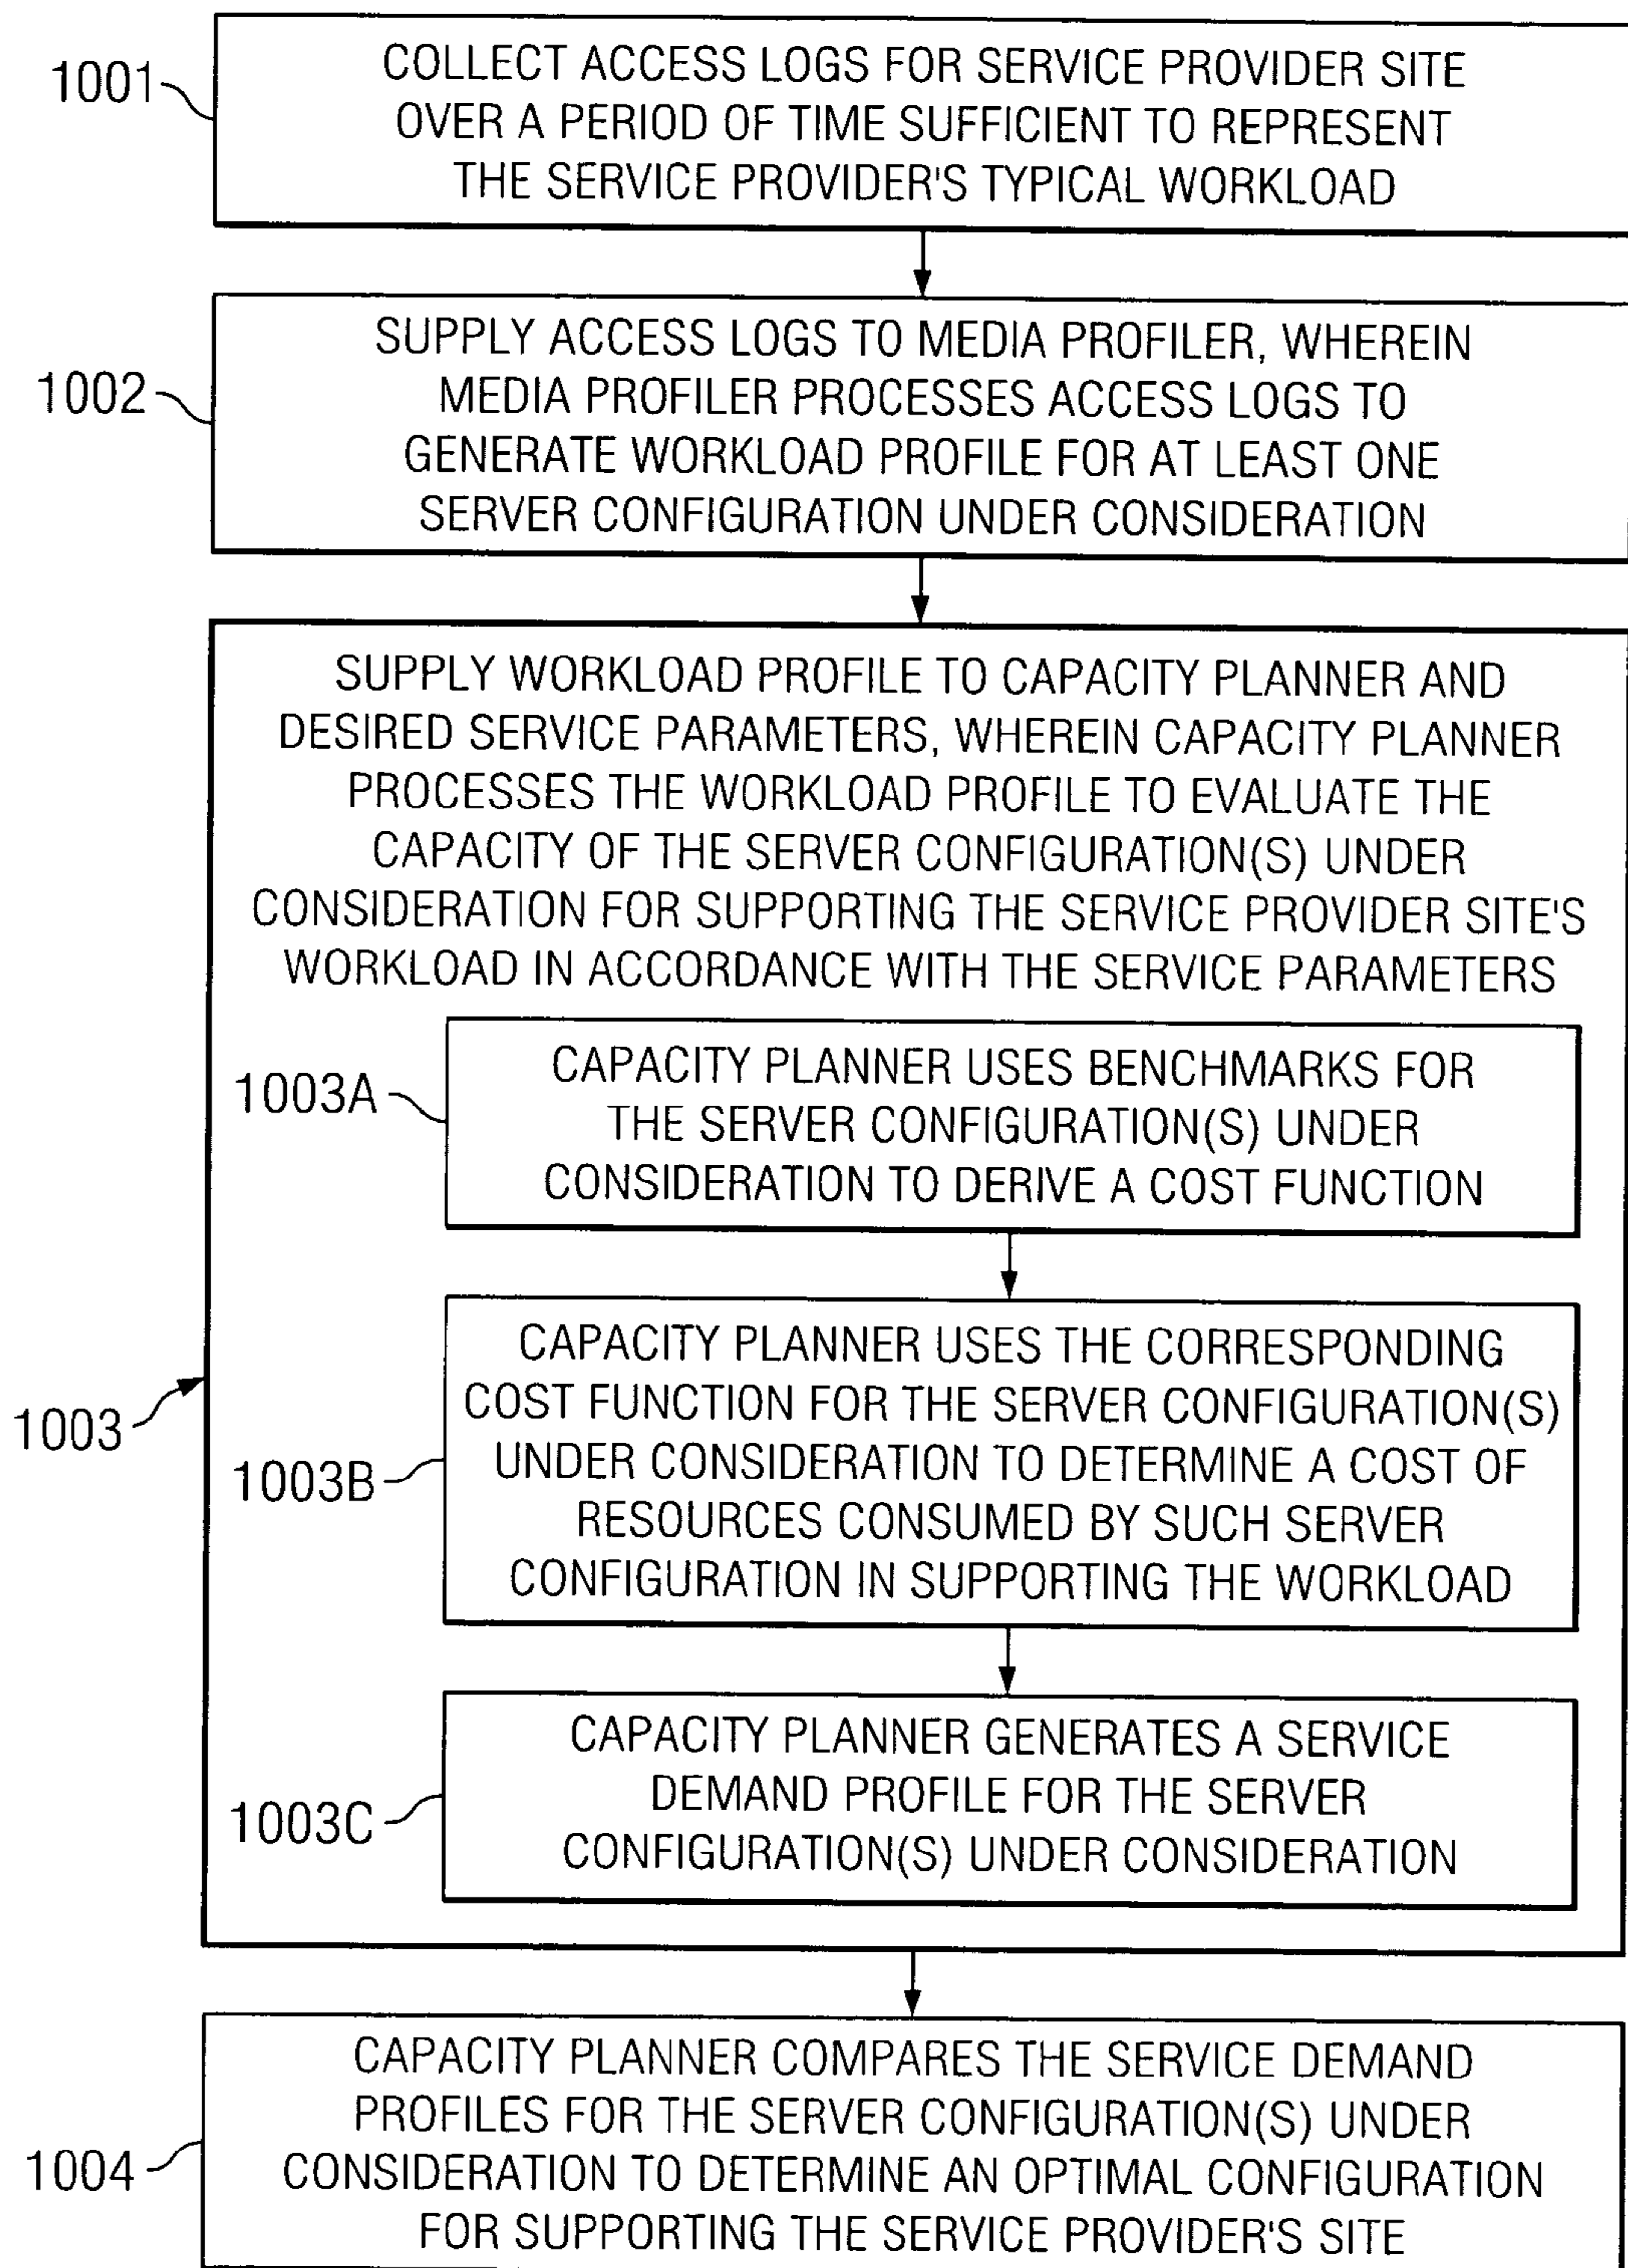 1001
COLLECT ACCESS LOGS FOR SERVICE PROVIDER SITE
OVER A PERIOD OF TIME SUFFICIENT TO REPRESENT
THE SERVICE PROVIDER'S TYPICAL WORKLOAD
1002
SUPPLY ACCESS LOGS TO MEDIA PROFILER, WHEREIN
MEDIA PROFILER PROCESSES ACCESS LOGS TO
GENERATE WORKLOAD PROFILE FOR AT LEAST ONE
SERVER CONFIGURATION UNDER CONSIDERATION
1003
SUPPLY WORKLOAD PROFILE TO CAPACITY PLANNER AND
DESIRED SERVICE PARAMETERS, WHEREIN CAPACITY PLANNER
PROCESSES THE WORKLOAD PROFILE TO EVALUATE THE
CAPACITY OF THE SERVER CONFIGURATION(S) UNDER
CONSIDERATION FOR SUPPORTING THE SERVICE PROVIDER SITE'S
WORKLOAD IN ACCORDANCE WITH THE SERVICE PARAMETERS
1003A
CAPACITY PLANNER USES BENCHMARKS FOR
THE SERVER CONFIGURATION(S) UNDER
CONSIDERATION TO DERIVE A COST FUNCTION
1003B
CAPACITY PLANNER USES THE CORRESPONDING
COST FUNCTION FOR THE SERVER CONFIGURATION(S)
UNDER CONSIDERATION TO DETERMINE A COST OF
RESOURCES CONSUMED BY SUCH SERVER
CONFIGURATION IN SUPPORTING THE WORKLOAD
1003C
CAPACITY PLANNER GENERATES A SERVICE
DEMAND PROFILE FOR THE SERVER
CONFIGURATION(S) UNDER CONSIDERATION
1004
CAPACITY PLANNER COMPARES THE SERVICE DEMAND
PROFILES FOR THE SERVER CONFIGURATION(S) UNDER
CONSIDERATION TO DETERMINE AN OPTIMAL CONFIGURATION
FOR SUPPORTING THE SERVICE PROVIDER'S SITE